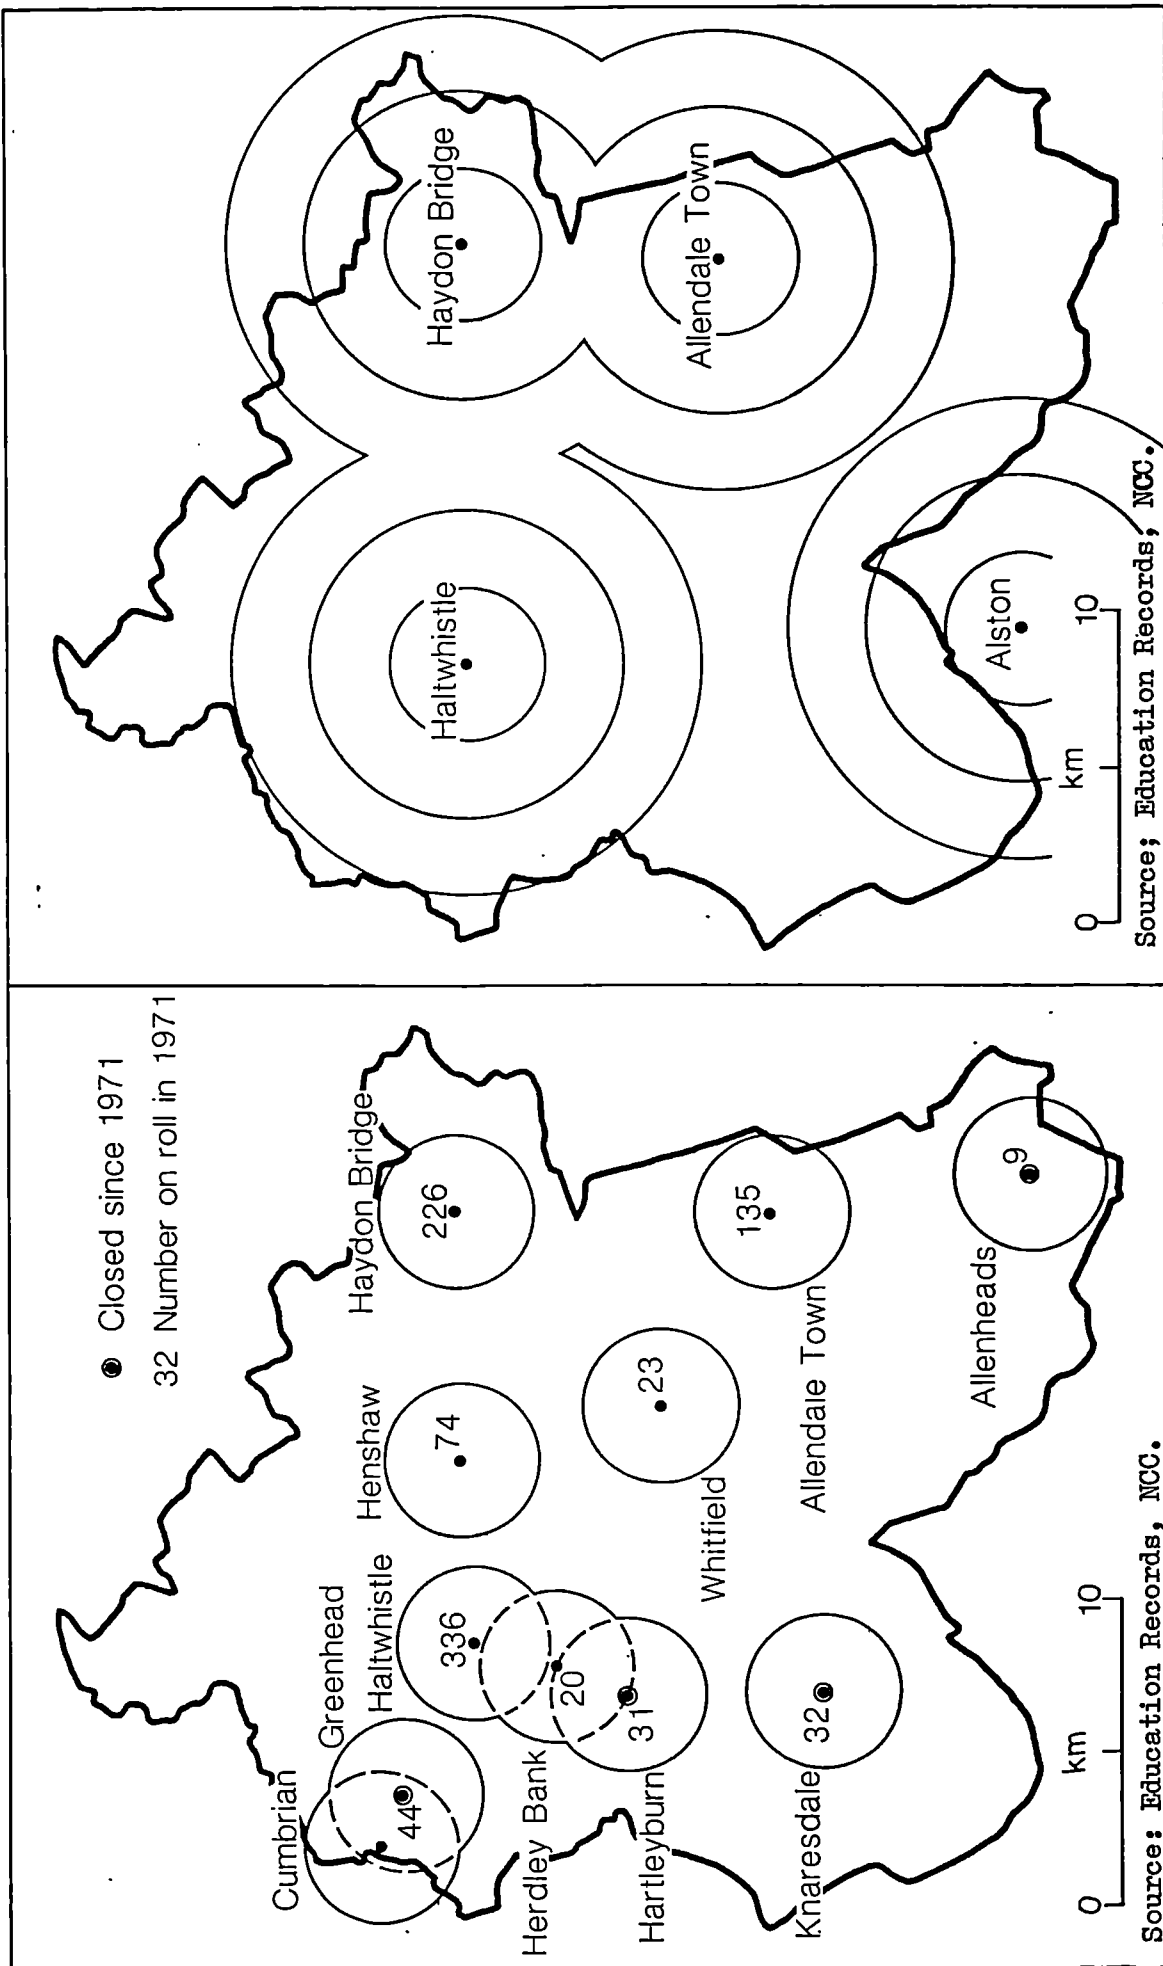 Closed since 1971
32 Number on roll in 1971
Cumbrian
Greenhead
Haltwhistle
Henshaw
Haydon Bridge
44
336
74
226
Herdley Bank
20
Hartleyburn
31
Whitfield
23
135
Allendale Town
Knaresdale
32
Allenheads
9
0
km
10
Source: Education Records, NCC.
Haltwhistle
Haydon Bridge
Allendale Town
Alston
0
km
10
Source; Education Records, NCC.